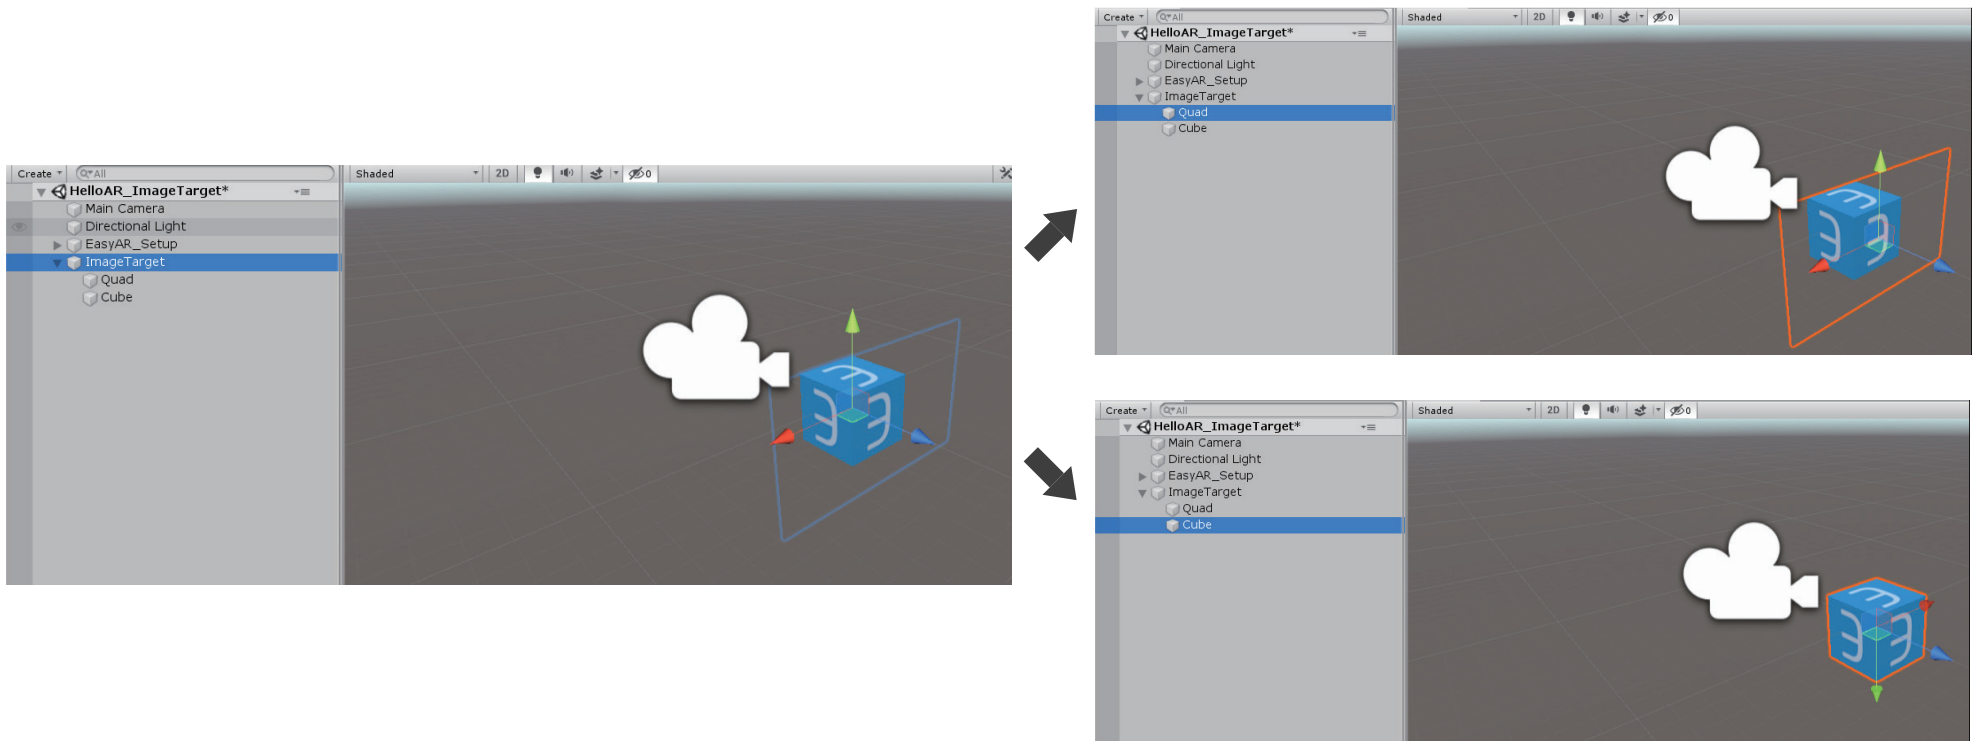 Create All Shaded 2D 0
HelloAR_ImageTarget*
Main Camera
Directional Light
EasyAR_Setup
ImageTarget
Quad
Cube
Create All Shaded 2D 0
HelloAR_ImageTarget*
Main Camera
Directional Light
EasyAR_Setup
ImageTarget
Quad
Cube
Create All Shaded 2D 0
HelloAR_ImageTarget*
Main Camera
Directional Light
EasyAR_Setup
ImageTarget
Quad
Cube